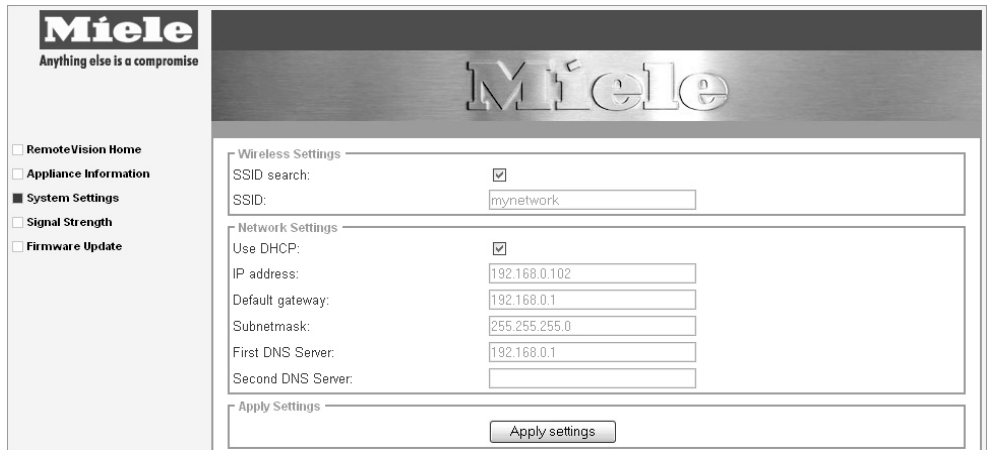 Miele
Anything else is a compromise
Miele
RemoteVision Home
Appliance Information
System Settings
Signal Strength
Firmware Update
Wireless Settings
SSID search:
SSID: mynetwork
Network Settings
Use DHCP:
IP address: 192.168.0.102
Default gateway: 192.168.0.1
Subnetmask: 255.255.255.0
First DNS Server: 192.168.0.1
Second DNS Server:
Apply Settings
Apply settings